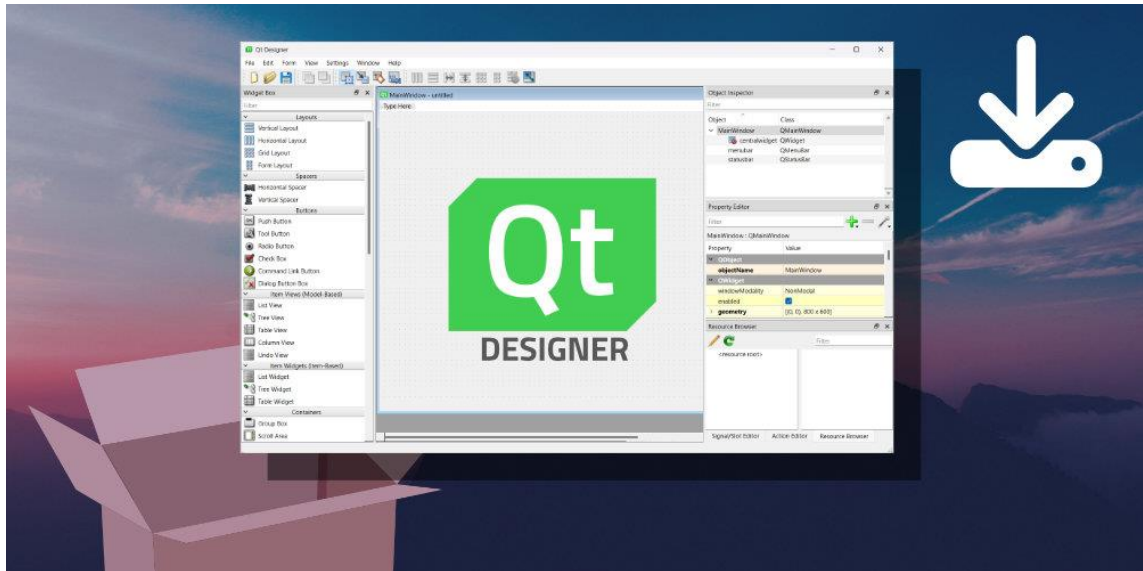 Qt Designer
File Edit Form View Settings Window Help
Widget Box
Filter
Layouts
Vertical Layout
Horizontal Layout
Grid Layout
Form Layout
Spacers
Horizontal Spacer
Vertical Spacer
Buttons
Push Button
Tool Button
Radio Button
Check Box
Command Link Button
Dialog Button Box
Item Views (Model-Based)
List View
Tree View
Table View
Column View
Undo View
Item Widgets (Item-Based)
List Widget
Tree Widget
Table Widget
Containers
Group Box
Scroll Area
MainWindow - untitled
Type Here
Qt
DESIGNER
Object Inspector
Filter
Object Class
MainWindow QMainWindow
centralwidget QWidget
menubar QMenuBar
statusbar QStatusBar
Property Editor
Filter
MainWindow : QMainWindow
Property Value
QObject
objectName MainWindow
QWidget
windowModality NonModal
enabled
geometry [(0, 0), 800 x 600]
Resource Browser
Filter
<resource root>
Signal/Slot Editor Action Editor Resource Browser